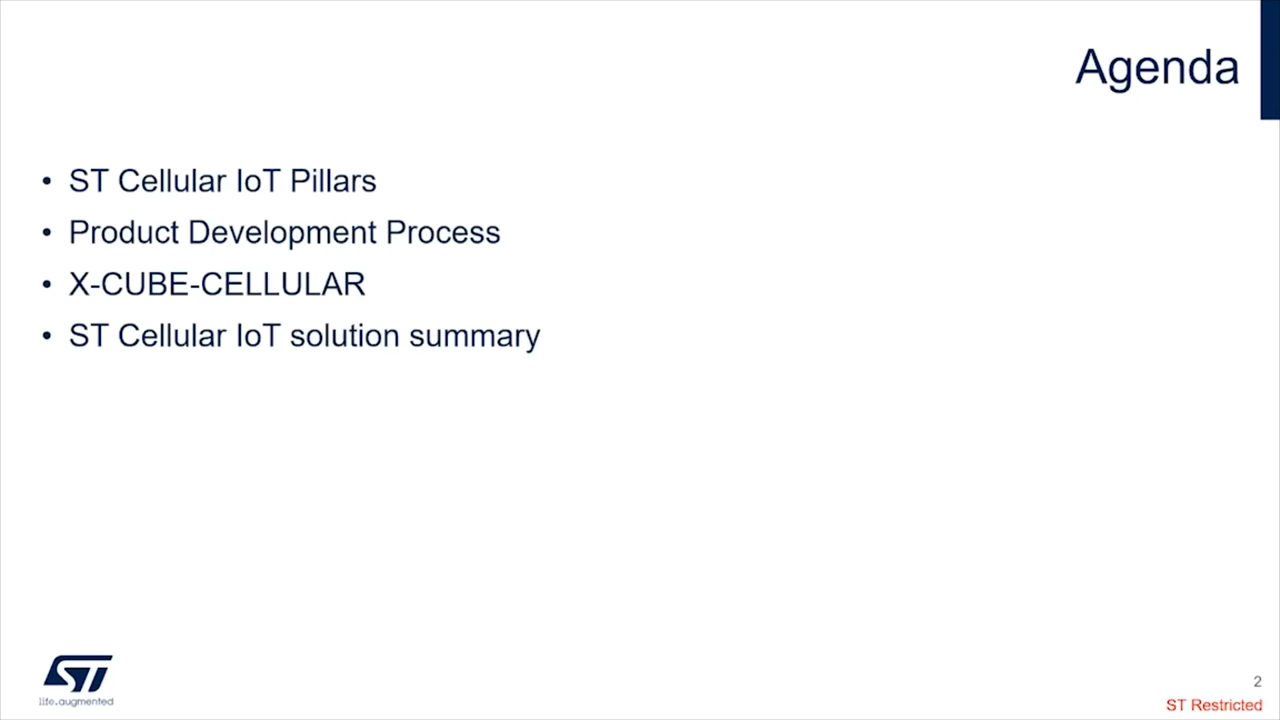 Agenda
• ST Cellular IoT Pillars
• Product Development Process
• X-CUBE-CELLULAR
• ST Cellular IoT solution summary
ST
life.augmented
2
ST Restricted